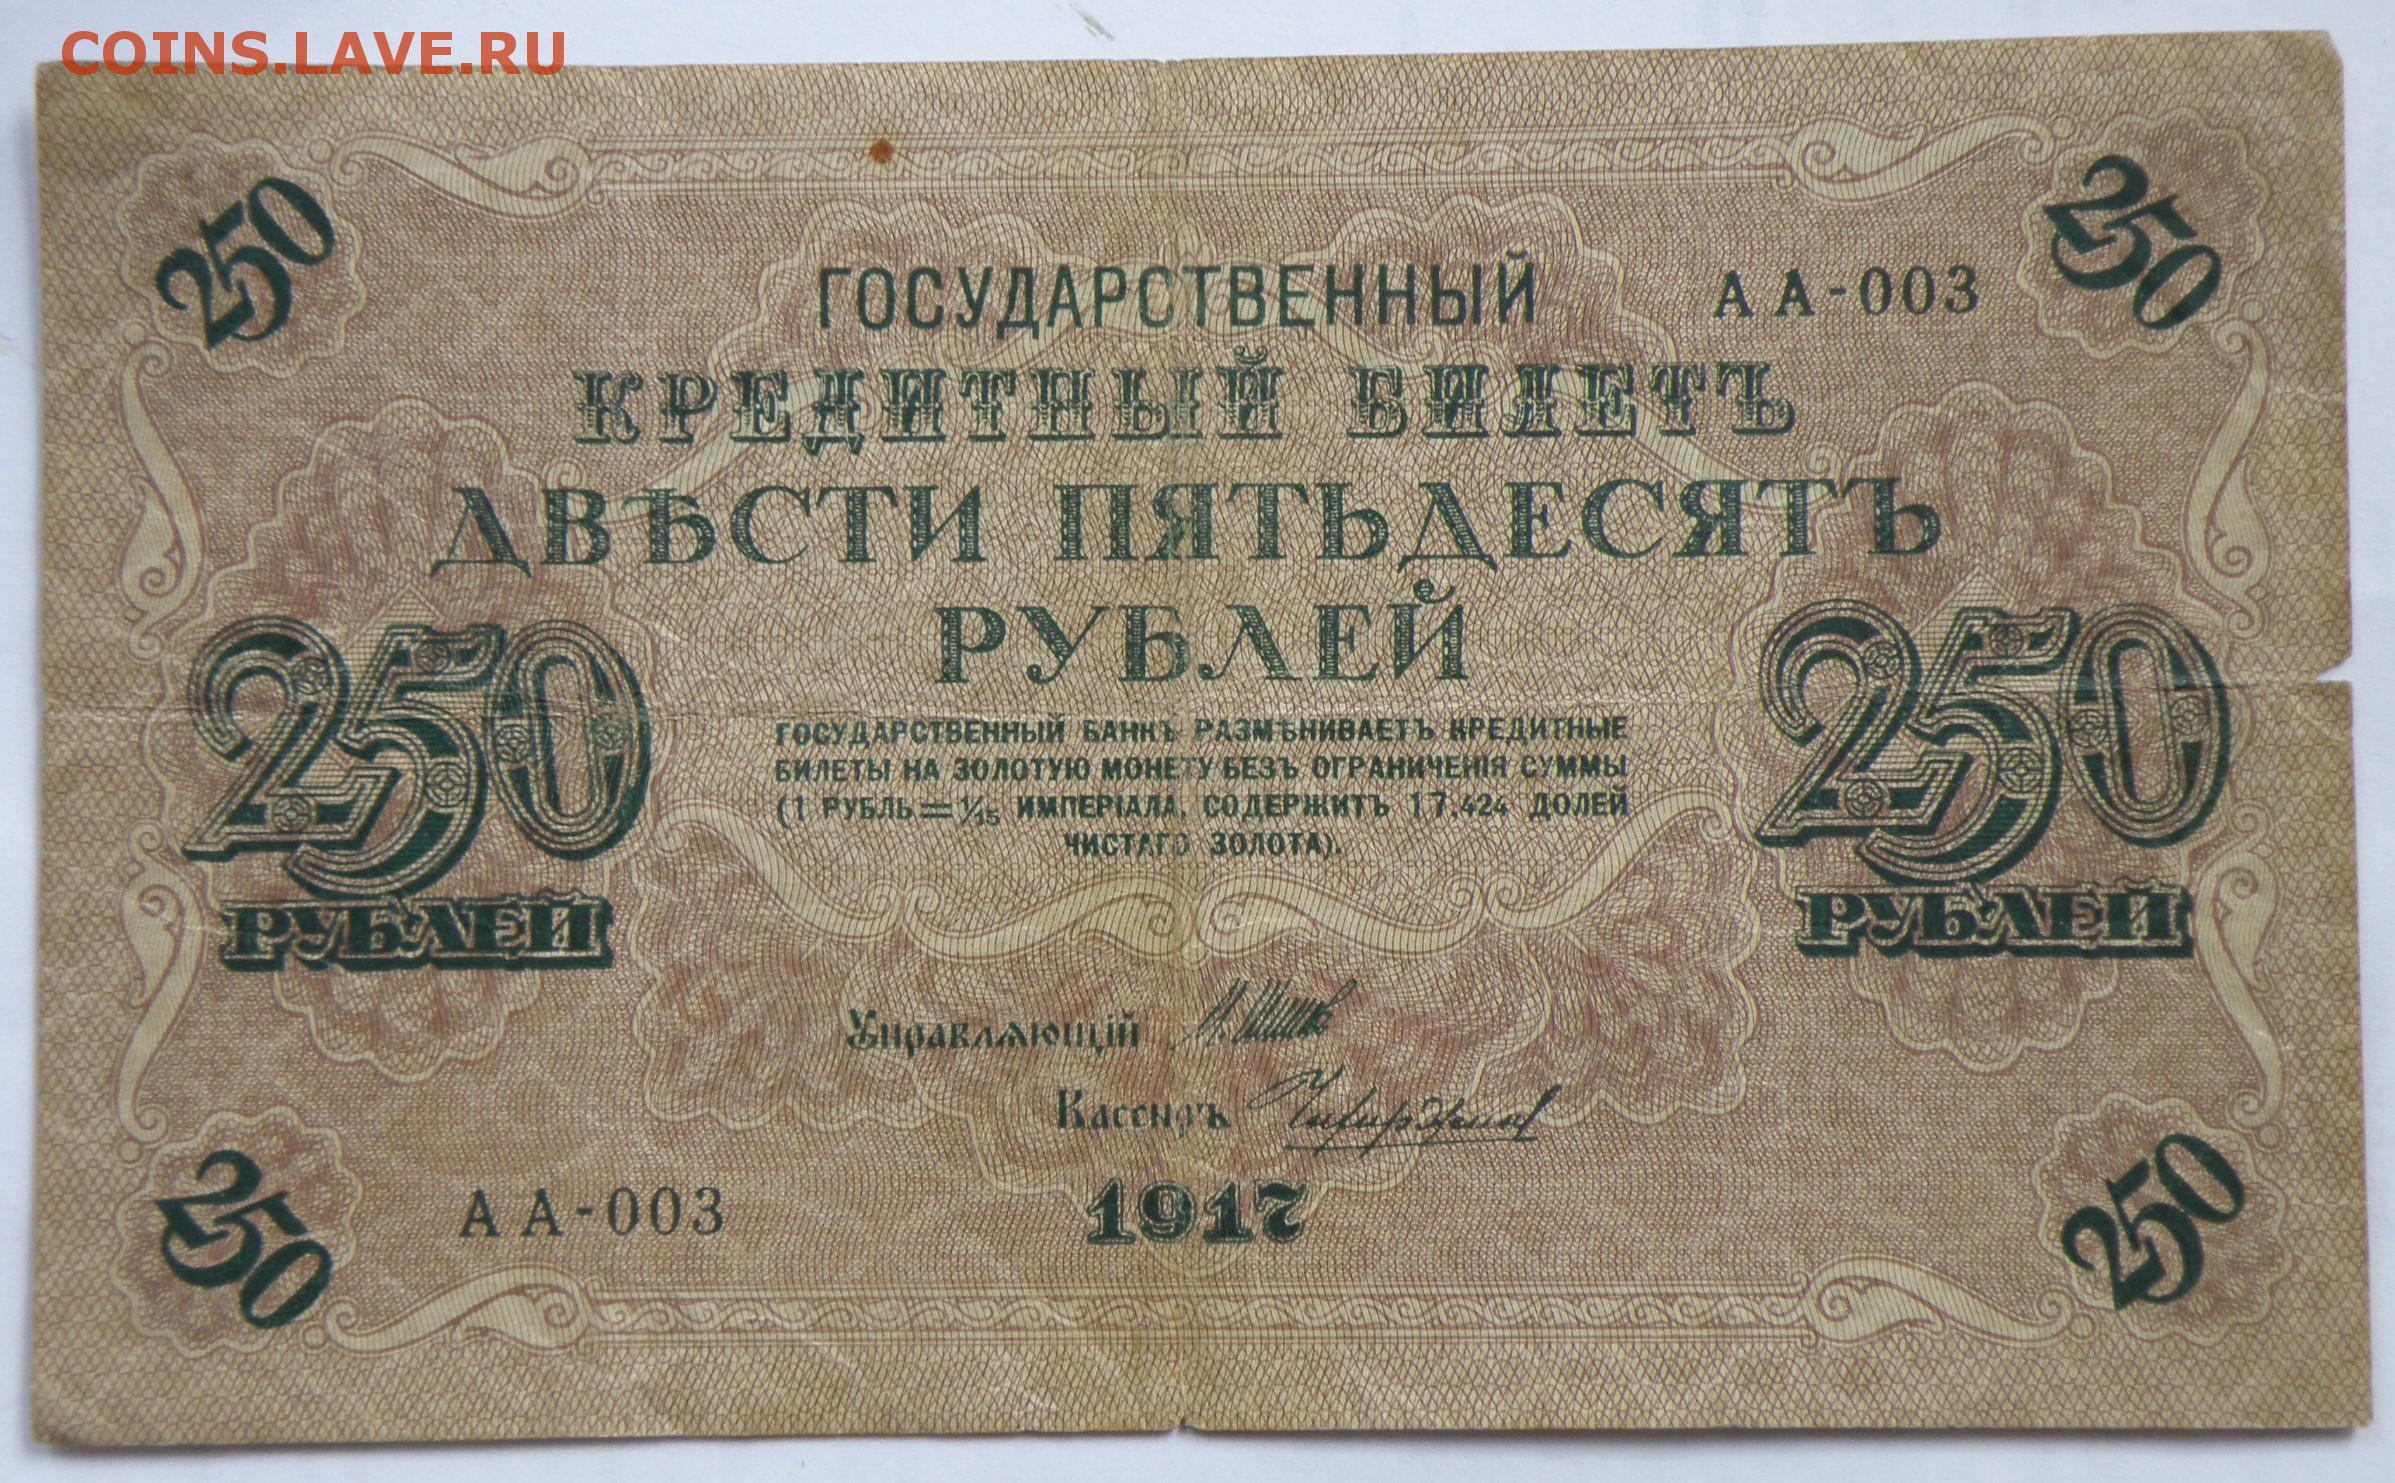 COINS.LAVE.RU
250
250
ГОСУДАРСТВЕННЫЙ
АА-003
КРЕДИТНЫЙ БИЛЕТЪ
ДВѢСТИ ПЯТЬДЕСЯТЪ
РУБЛЕЙ
250
РУБЛЕЙ
250
РУБЛЕЙ
ГОСУДАРСТВЕННЫЙ БАНКЪ РАЗМѢНИВАЕТЪ КРЕДИТНЫЕ
БИЛЕТЫ НА ЗОЛОТУЮ МОНЕТУ БЕЗЪ ОГРАНИЧЕНІЯ СУММЫ
(1 РУБЛЬ = 1/15 ИМПЕРІАЛА, СОДЕРЖИТЪ 17,424 ДОЛЕЙ
ЧИСТАГО ЗОЛОТА).
Управляющій
Кассиръ
АА-003
1917
250
250